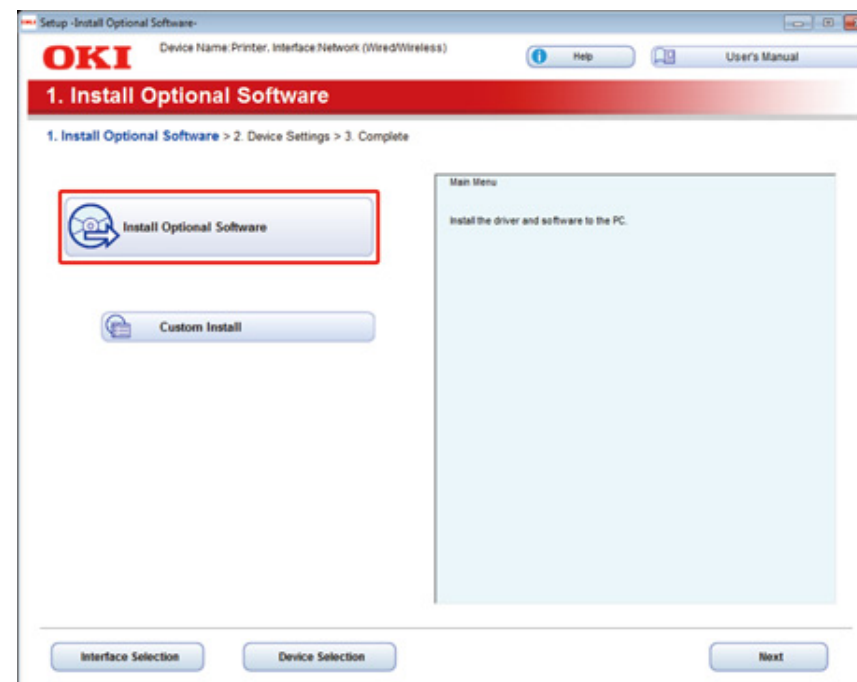 Setup -Install Optional Software-
OKI
Device Name:Printer, Interface:Network (Wired/Wireless)
Help
User's Manual
1. Install Optional Software
1. Install Optional Software > 2. Device Settings > 3. Complete
Main Menu
Install the driver and software to the PC.
Install Optional Software
Custom Install
Interface Selection
Device Selection
Next